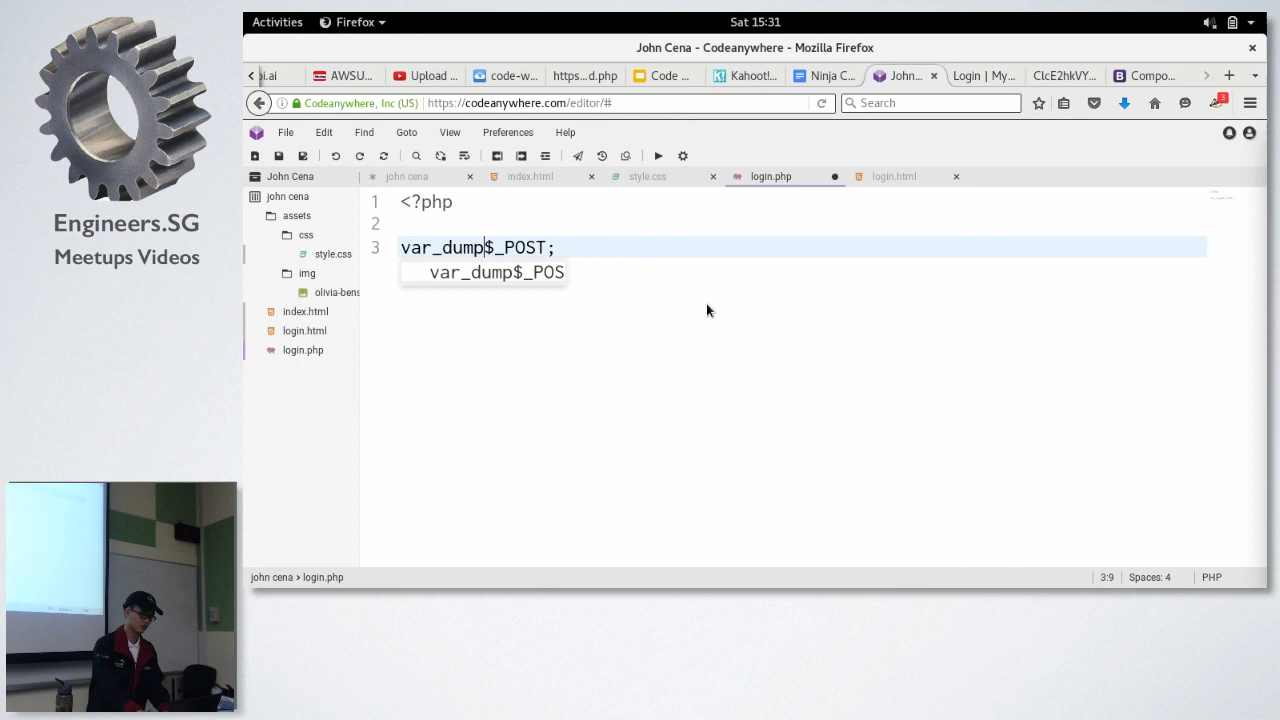 Engineers.SG
Meetups Videos
Activities
Firefox
Sat 15:31
John Cena - Codeanywhere - Mozilla Firefox
pi.ai
AWSU...
Upload ...
code-w...
https...d.php
Code ...
Kahoot!...
Ninja C...
John...
Login | My...
ClcE2hkVY...
Compo...
Codeanywhere, Inc (US)
https://codeanywhere.com/editor/#
Search
3
File
Edit
Find
Goto
View
Preferences
Help
John Cena
john cena
index.html
style.css
login.php
login.html
john cena
assets
css
style.css
img
olivia-bens
index.html
login.html
login.php
1 <?php
2
3 var_dump$_POST;
var_dump$_POS
john cena > login.php
3:9
Spaces: 4
PHP